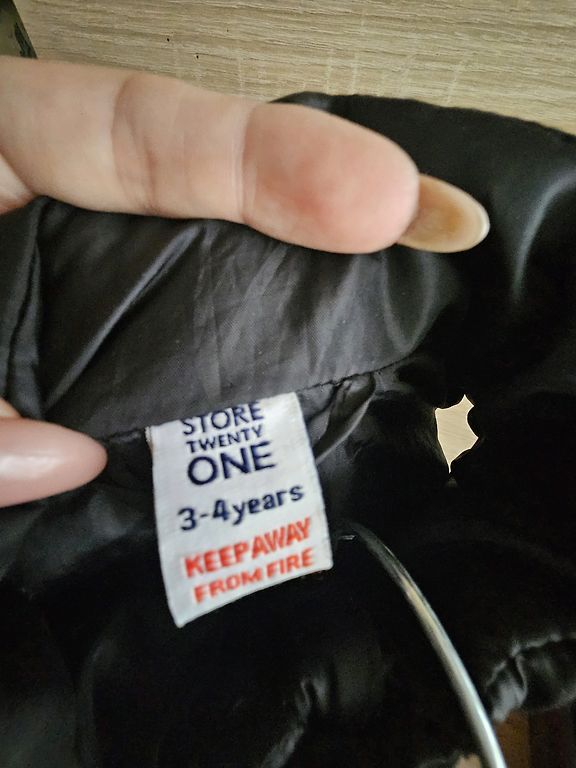 STORE
TWENTY
ONE
3-4years
KEEP AWAY
FROM FIRE